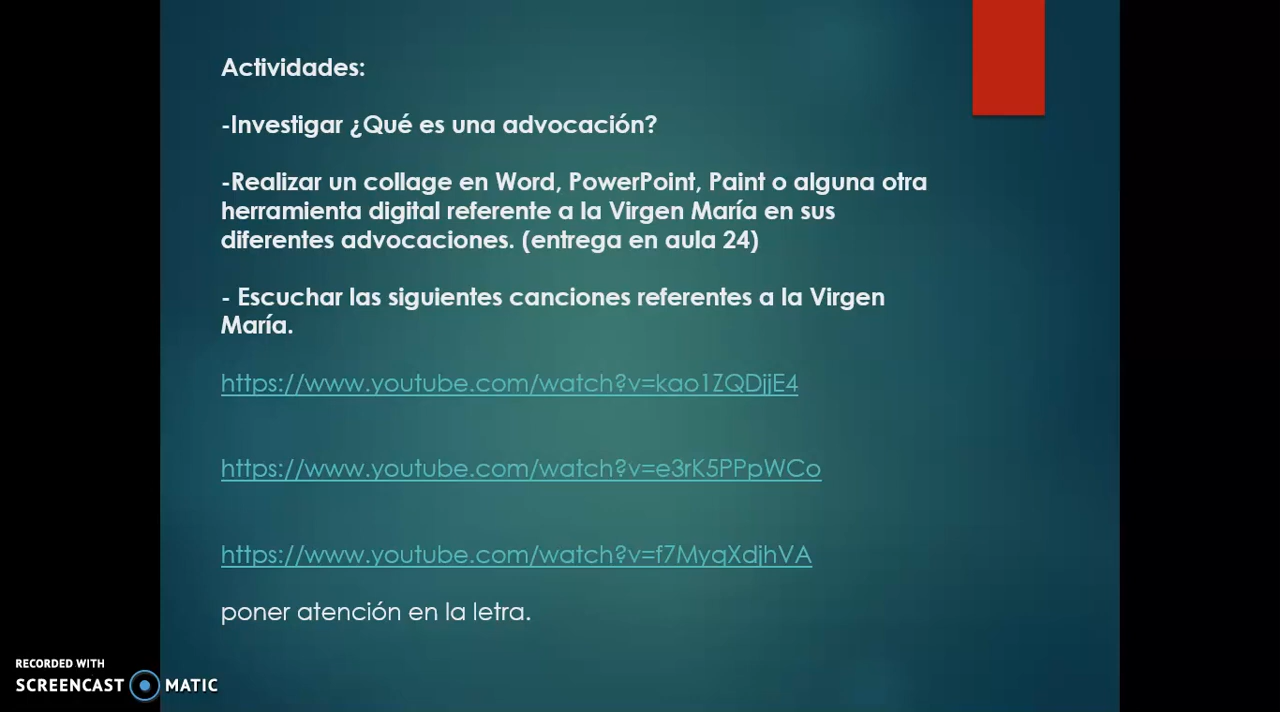 Actividades:
-Investigar ¿Qué es una advocación?
-Realizar un collage en Word, PowerPoint, Paint o alguna otra
herramienta digital referente a la Virgen María en sus
diferentes advocaciones. (entrega en aula 24)
- Escuchar las siguientes canciones referentes a la Virgen
María.
https://www.youtube.com/watch?v=kao1ZQDjjE4
https://www.youtube.com/watch?v=e3rK5PPpWCo
https://www.youtube.com/watch?v=f7MyqXdjhVA
poner atención en la letra.
RECORDED WITH
SCREENCAST MATIC